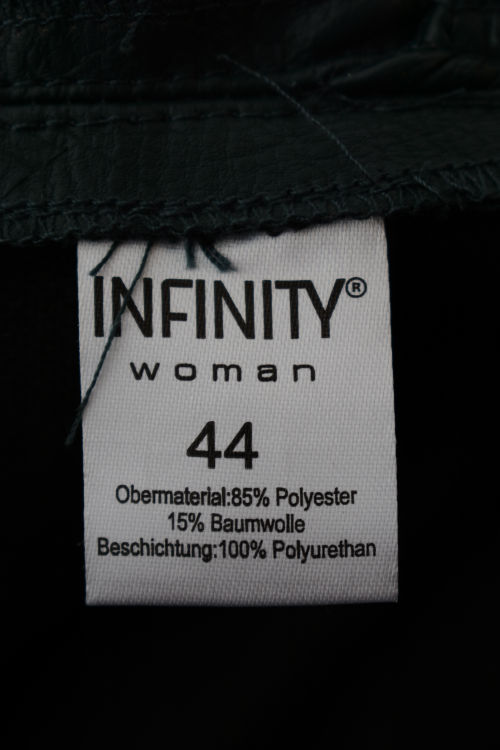 INFINITY®
woman
44
Obermaterial:85% Polyester
15% Baumwolle
Beschichtung:100% Polyurethan